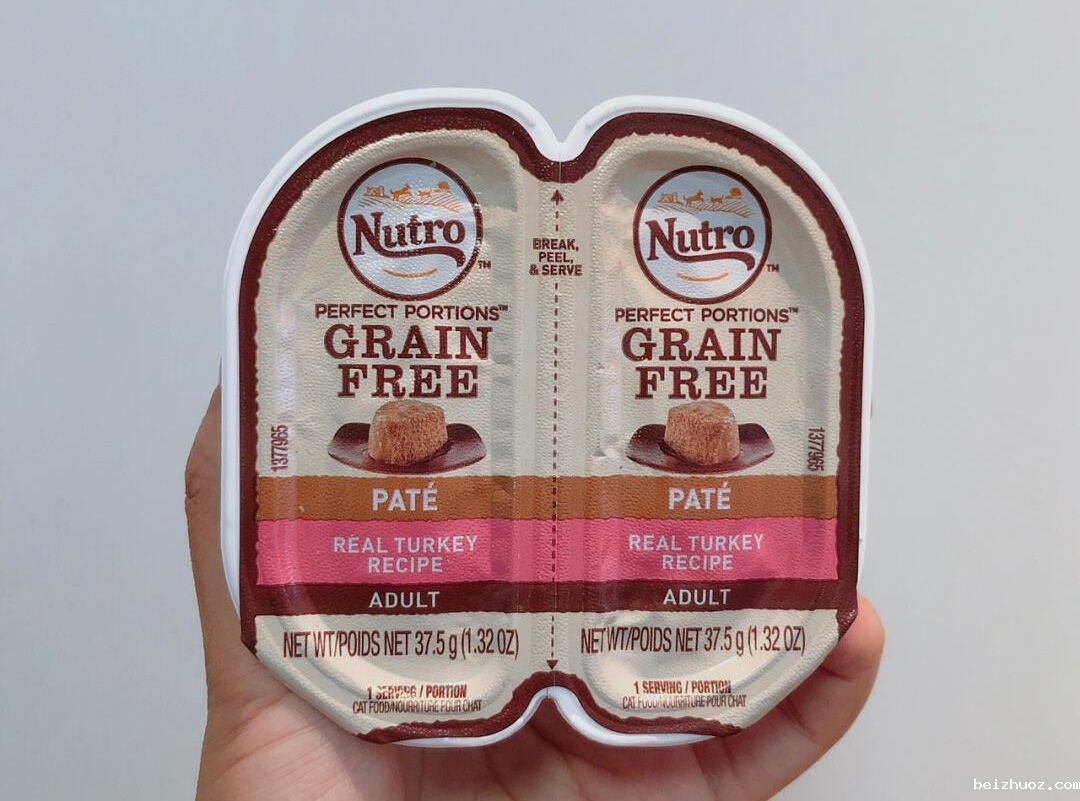 Nutro™
PERFECT PORTIONS™
GRAIN
FREE
1377965
PATÉ
REAL TURKEY
RECIPE
ADULT
NET WT/POIDS NET 37.5 g (1.32 OZ)
1 SERVING / PORTION
CAT FOOD/NOURRITURE POUR CHAT
BREAK,
PEEL,
& SERVE
Nutro™
PERFECT PORTIONS™
GRAIN
FREE
1377965
PATÉ
REAL TURKEY
RECIPE
ADULT
NET WT/POIDS NET 37.5 g (1.32 OZ)
1 SERVING / PORTION
CAT FOOD/NOURRITURE POUR CHAT
beizhuoz.com